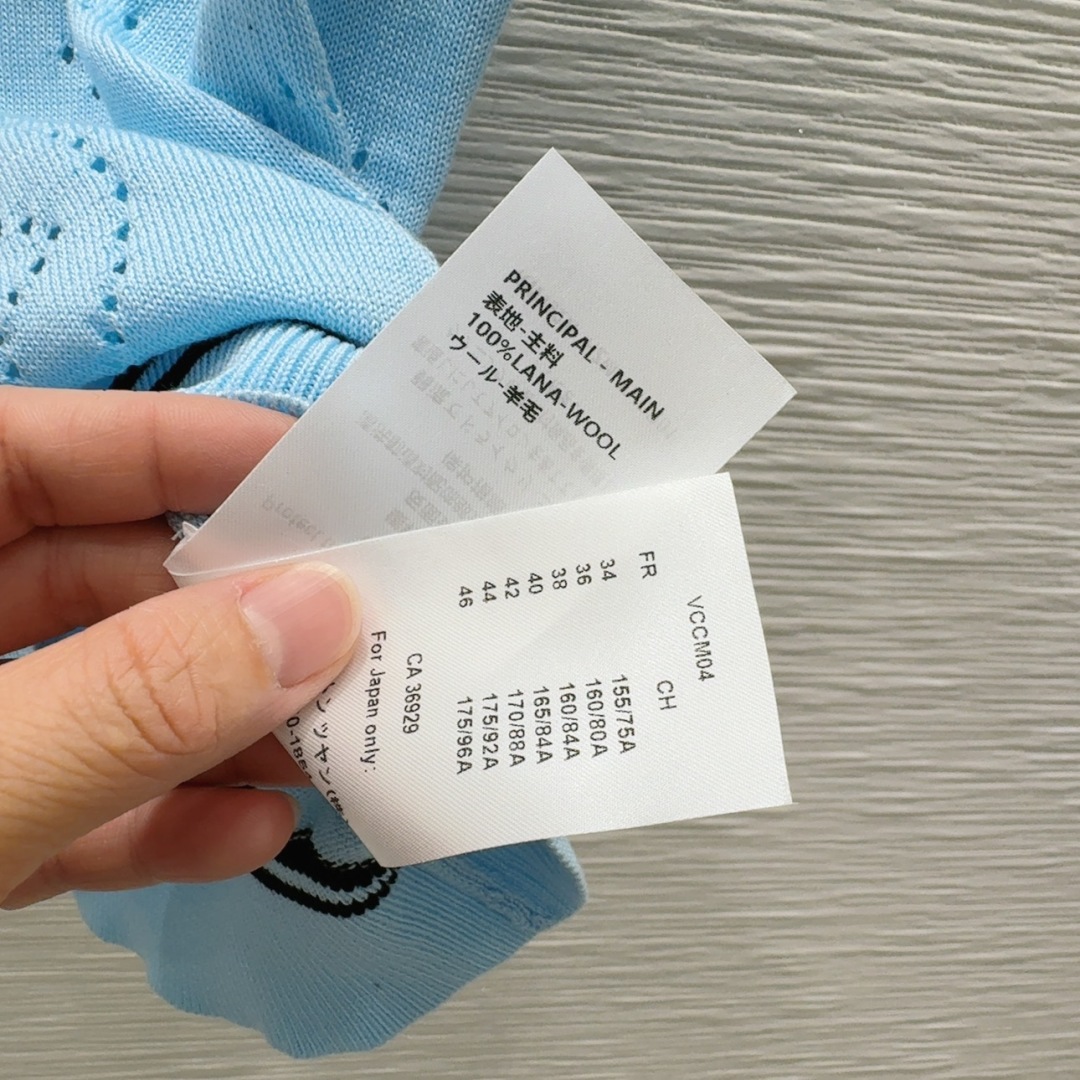 PRINCIPAL - MAIN
表地-主料
100%LANA-WOOL
ウール-羊毛
VCCM04
FR CH
34 155/75A
36 160/80A
38 160/84A
40 165/84A
42 170/88A
44 175/92A
46 175/96A
CA 36929
For Japan only: